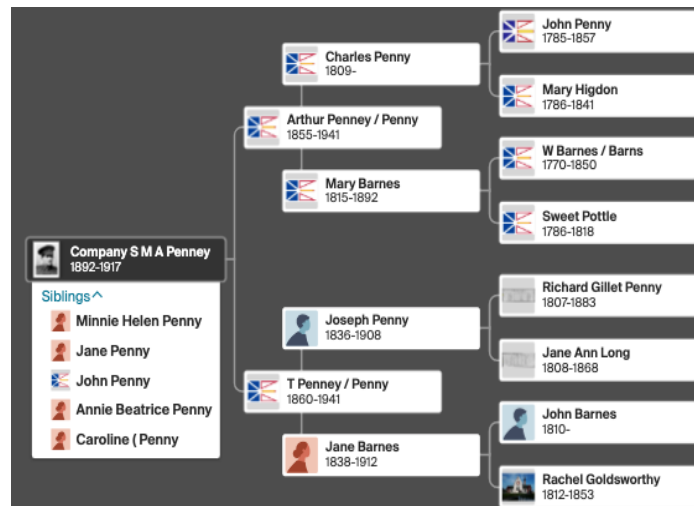 John Penny
1785-1857
Charles Penny
1809-
Mary Higdon
1786-1841
Arthur Penney / Penny
1855-1941
W Barnes / Barns
1770-1850
Mary Barnes
1815-1892
Sweet Pottle
1786-1818
Company S M A Penney
1892-1917
Siblings^
Minnie Helen Penny
Jane Penny
John Penny
Annie Beatrice Penny
Caroline ( Penny
Richard Gillet Penny
1807-1883
Joseph Penny
1836-1908
Jane Ann Long
1808-1868
T Penney / Penny
1860-1941
John Barnes
1810-
Jane Barnes
1838-1912
Rachel Goldsworthy
1812-1853